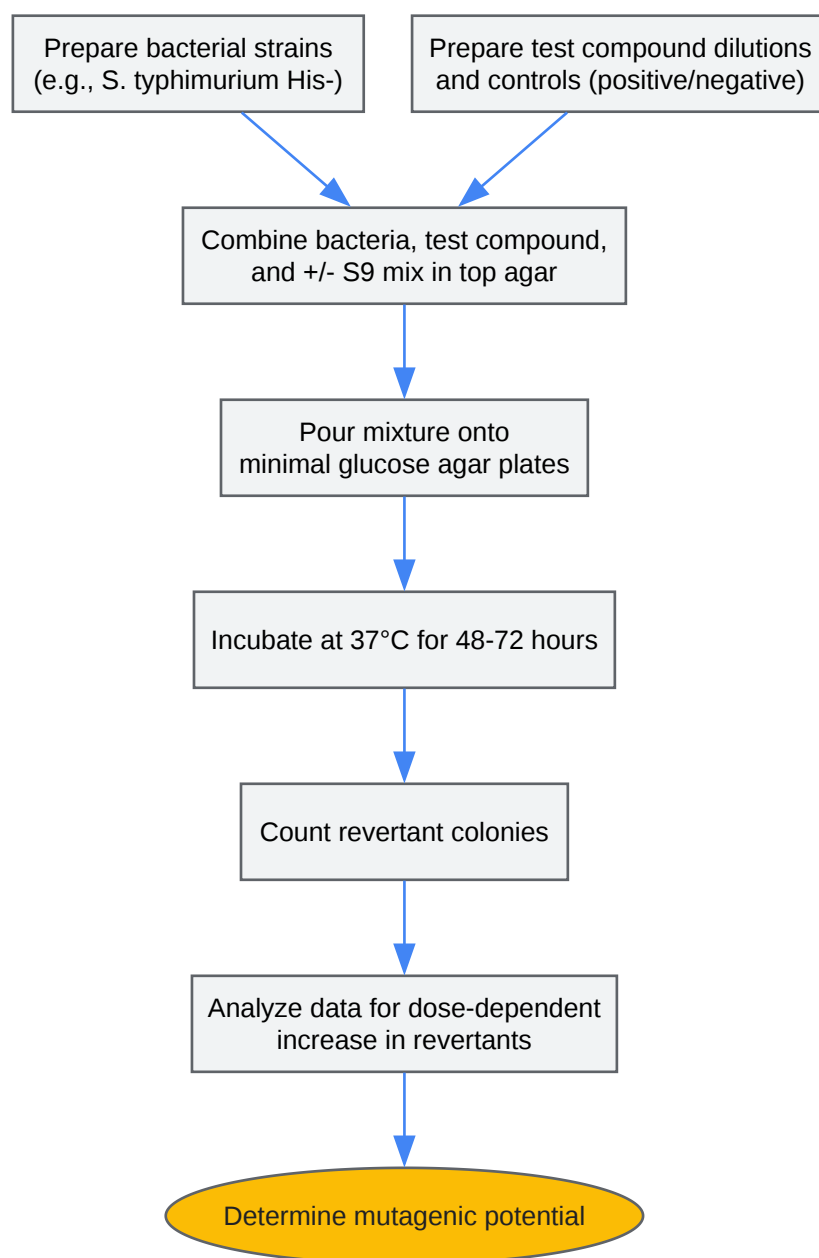 Prepare bacterial strains
(e.g., S. typhimurium His-)
Prepare test compound dilutions
and controls (positive/negative)
Combine bacteria, test compound,
and +/- S9 mix in top agar
Pour mixture onto
minimal glucose agar plates
Incubate at 37°C for 48-72 hours
Count revertant colonies
Analyze data for dose-dependent
increase in revertants
Determine mutagenic potential